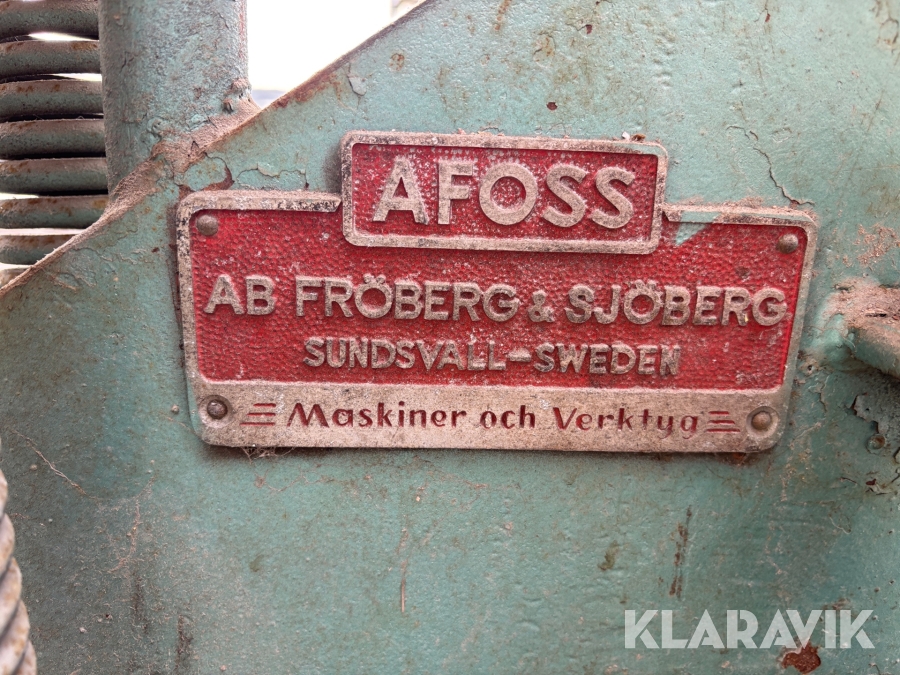 AFOSS
AB FRÖBERG & SJÖBERG
SUNDSVALL-SWEDEN
Maskiner och Verktyg
KLARAVIK